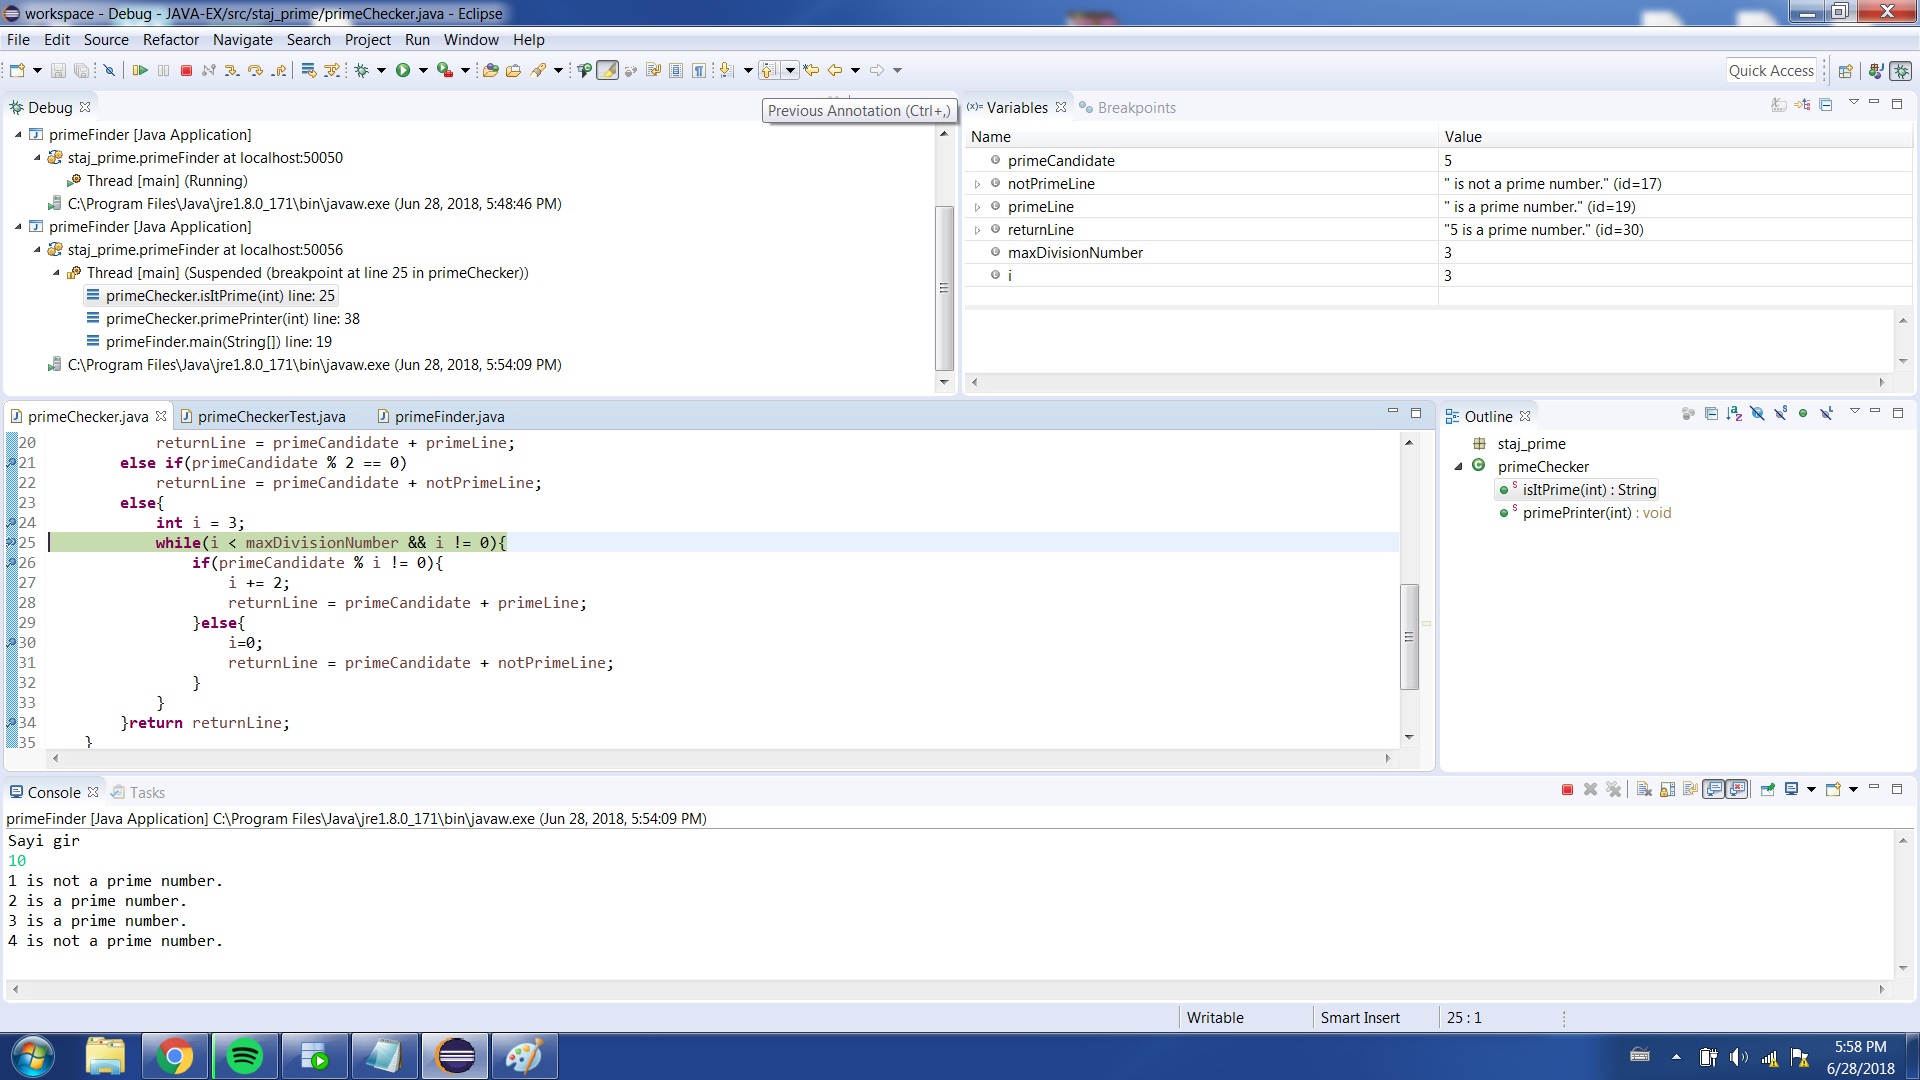 workspace - Debug - JAVA-EX/src/staj_prime/primeChecker.java - Eclipse
File Edit Source Refactor Navigate Search Project Run Window Help
Quick Access
Debug
Previous Annotation (Ctrl+,)
primeFinder [Java Application]
staj_prime.primeFinder at localhost:50050
Thread [main] (Running)
C:\Program Files\Java\jre1.8.0_171\bin\javaw.exe (Jun 28, 2018, 5:48:46 PM)
primeFinder [Java Application]
staj_prime.primeFinder at localhost:50056
Thread [main] (Suspended (breakpoint at line 25 in primeChecker))
primeChecker.isItPrime(int) line: 25
primeChecker.primePrinter(int) line: 38
primeFinder.main(String[]) line: 19
C:\Program Files\Java\jre1.8.0_171\bin\javaw.exe (Jun 28, 2018, 5:54:09 PM)
Variables Breakpoints
Name Value
primeCandidate 5
notPrimeLine " is not a prime number." (id=17)
primeLine " is a prime number." (id=19)
returnLine "5 is a prime number." (id=30)
maxDivisionNumber 3
i 3
primeChecker.java primeCheckerTest.java primeFinder.java
20 returnLine = primeCandidate + primeLine;
21 else if(primeCandidate % 2 == 0)
22 returnLine = primeCandidate + notPrimeLine;
23 else{
24 int i = 3;
25 while(i < maxDivisionNumber && i != 0){
26 if(primeCandidate % i != 0){
27 i += 2;
28 returnLine = primeCandidate + primeLine;
29 }else{
30 i=0;
31 returnLine = primeCandidate + notPrimeLine;
32 }
33 }
34 }return returnLine;
35 }
Outline
staj_prime
primeChecker
isItPrime(int) : String
primePrinter(int) : void
Console Tasks
primeFinder [Java Application] C:\Program Files\Java\jre1.8.0_171\bin\javaw.exe (Jun 28, 2018, 5:54:09 PM)
Sayi gir
10
1 is not a prime number.
2 is a prime number.
3 is a prime number.
4 is not a prime number.
Writable Smart Insert 25 : 1
5:58 PM
6/28/2018